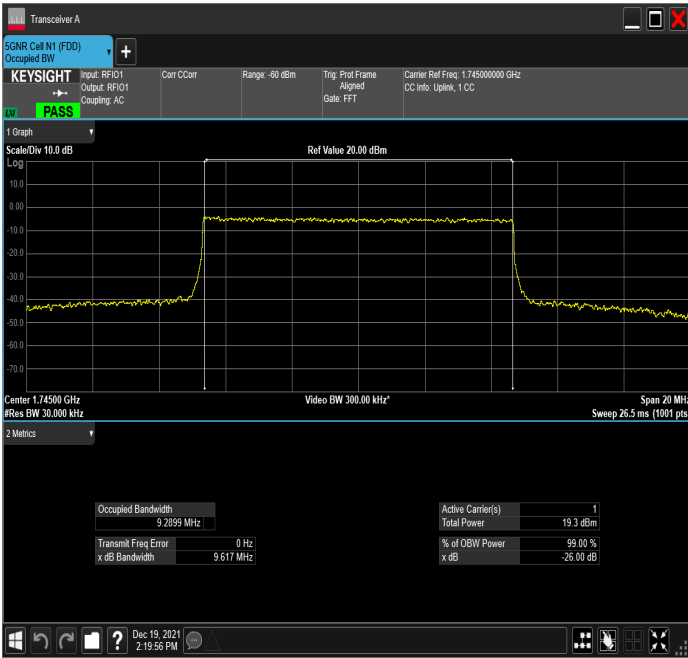 Transceiver A
5GNR Cell N1 (FDD)
Occupied BW
+
KEYSIGHT
PASS
Input: RFIO1
Output: RFIO1
Coupling: AC
Corr CCorr
Range: -60 dBm
Trig: Prot Frame
Aligned
Gate: FFT
Carrier Ref Freq: 1.745000000 GHz
CC Info: Uplink, 1 CC
1 Graph
Scale/Div 10.0 dB
Ref Value 20.00 dBm
Log
10.0
0.00
-10.0
-20.0
-30.0
-40.0
-50.0
-60.0
-70.0
Center 1.74500 GHz
Video BW 300.00 kHz*
Span 20 MHz
#Res BW 30.000 kHz
Sweep 26.5 ms (1001 pts
2 Metrics
Occupied Bandwidth
9.2899 MHz
Transmit Freq Error 0 Hz
x dB Bandwidth 9.617 MHz
Active Carrier(s) 1
Total Power 19.3 dBm
% of OBW Power 99.00 %
x dB -26.00 dB
?
Dec 19, 2021
2:19:56 PM